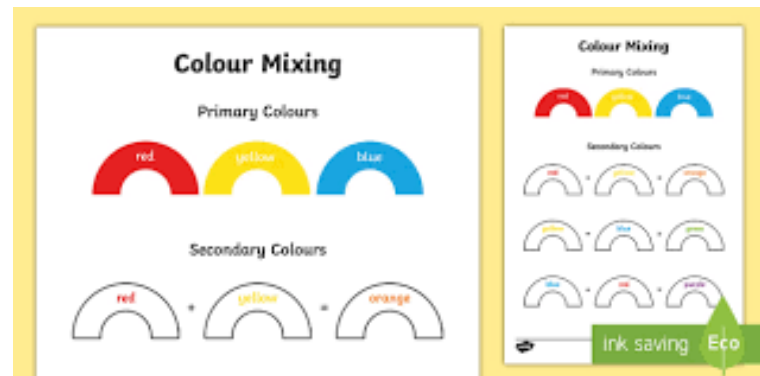 Colour Mixing
Primary Colours
red yellow blue
Secondary Colours
red + yellow = orange
Colour Mixing
Primary Colours
red yellow blue
Secondary Colours
red + yellow = orange
yellow + blue = green
blue + red = purple
ink saving Eco